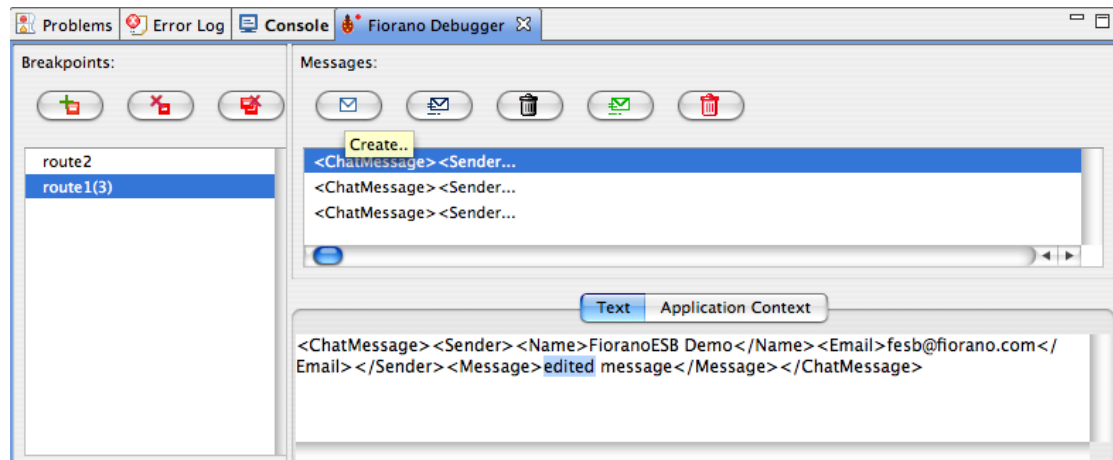 Problems Error Log Console Fiorano Debugger
Breakpoints:
route2
route1(3)
Messages:
Create..
<ChatMessage><Sender...
<ChatMessage><Sender...
<ChatMessage><Sender...
Text Application Context
<ChatMessage><Sender><Name>FioranoESB Demo</Name><Email>fesb@fiorano.com</
Email></Sender><Message>edited message</Message></ChatMessage>